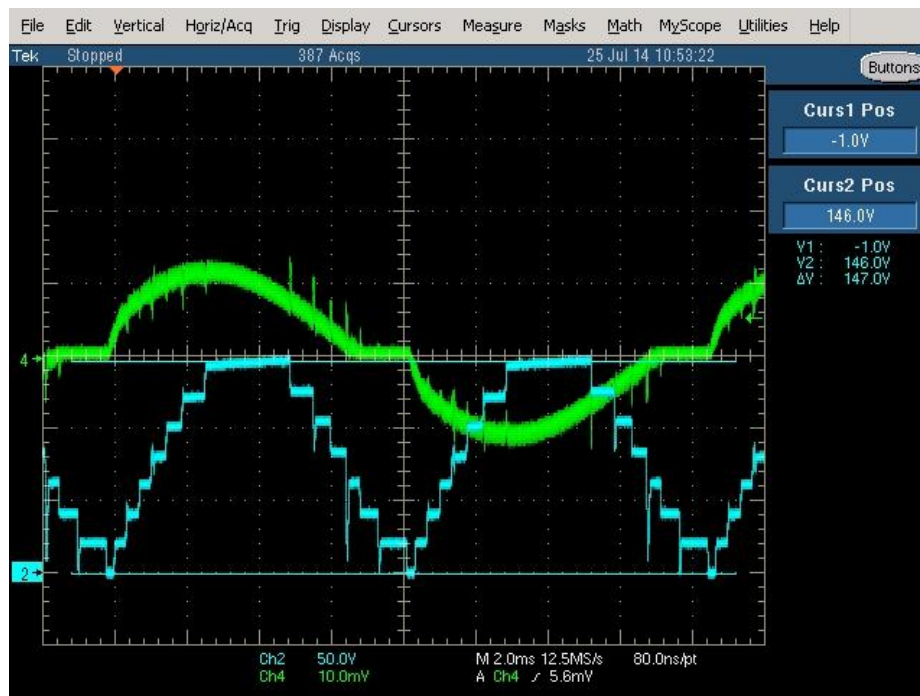 File Edit Vertical Horiz/Acq Trig Display Cursors Measure Masks Math MyScope Utilities Help
Tek Stopped 387 Acqs 25 Jul 14 10:53:22
Buttons
Curs1 Pos
-1.0V
Curs2 Pos
146.0V
V1 : -1.0V
V2 : 146.0V
ΔV : 147.0V
4
2
Ch2 50.0V M 2.0ms 12.5MS/s 80.0ns/pt
Ch4 10.0mV A Ch4 5.6mV